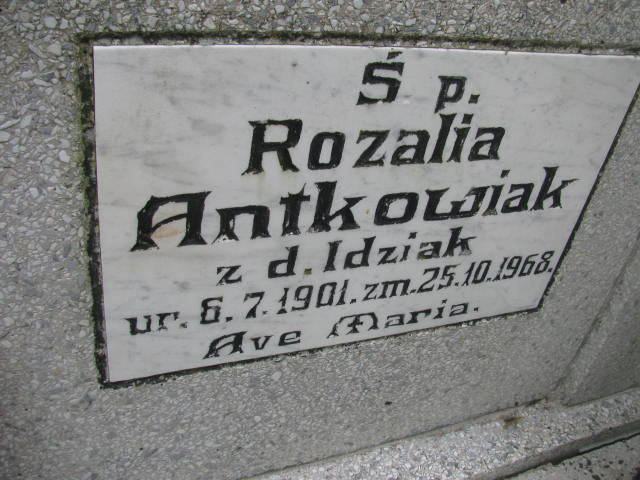 Ś p.
Rozalia
Antkowiak
z d. Idziak
ur. 6.7.1901. zm. 25.10.1968.
Ave Maria.